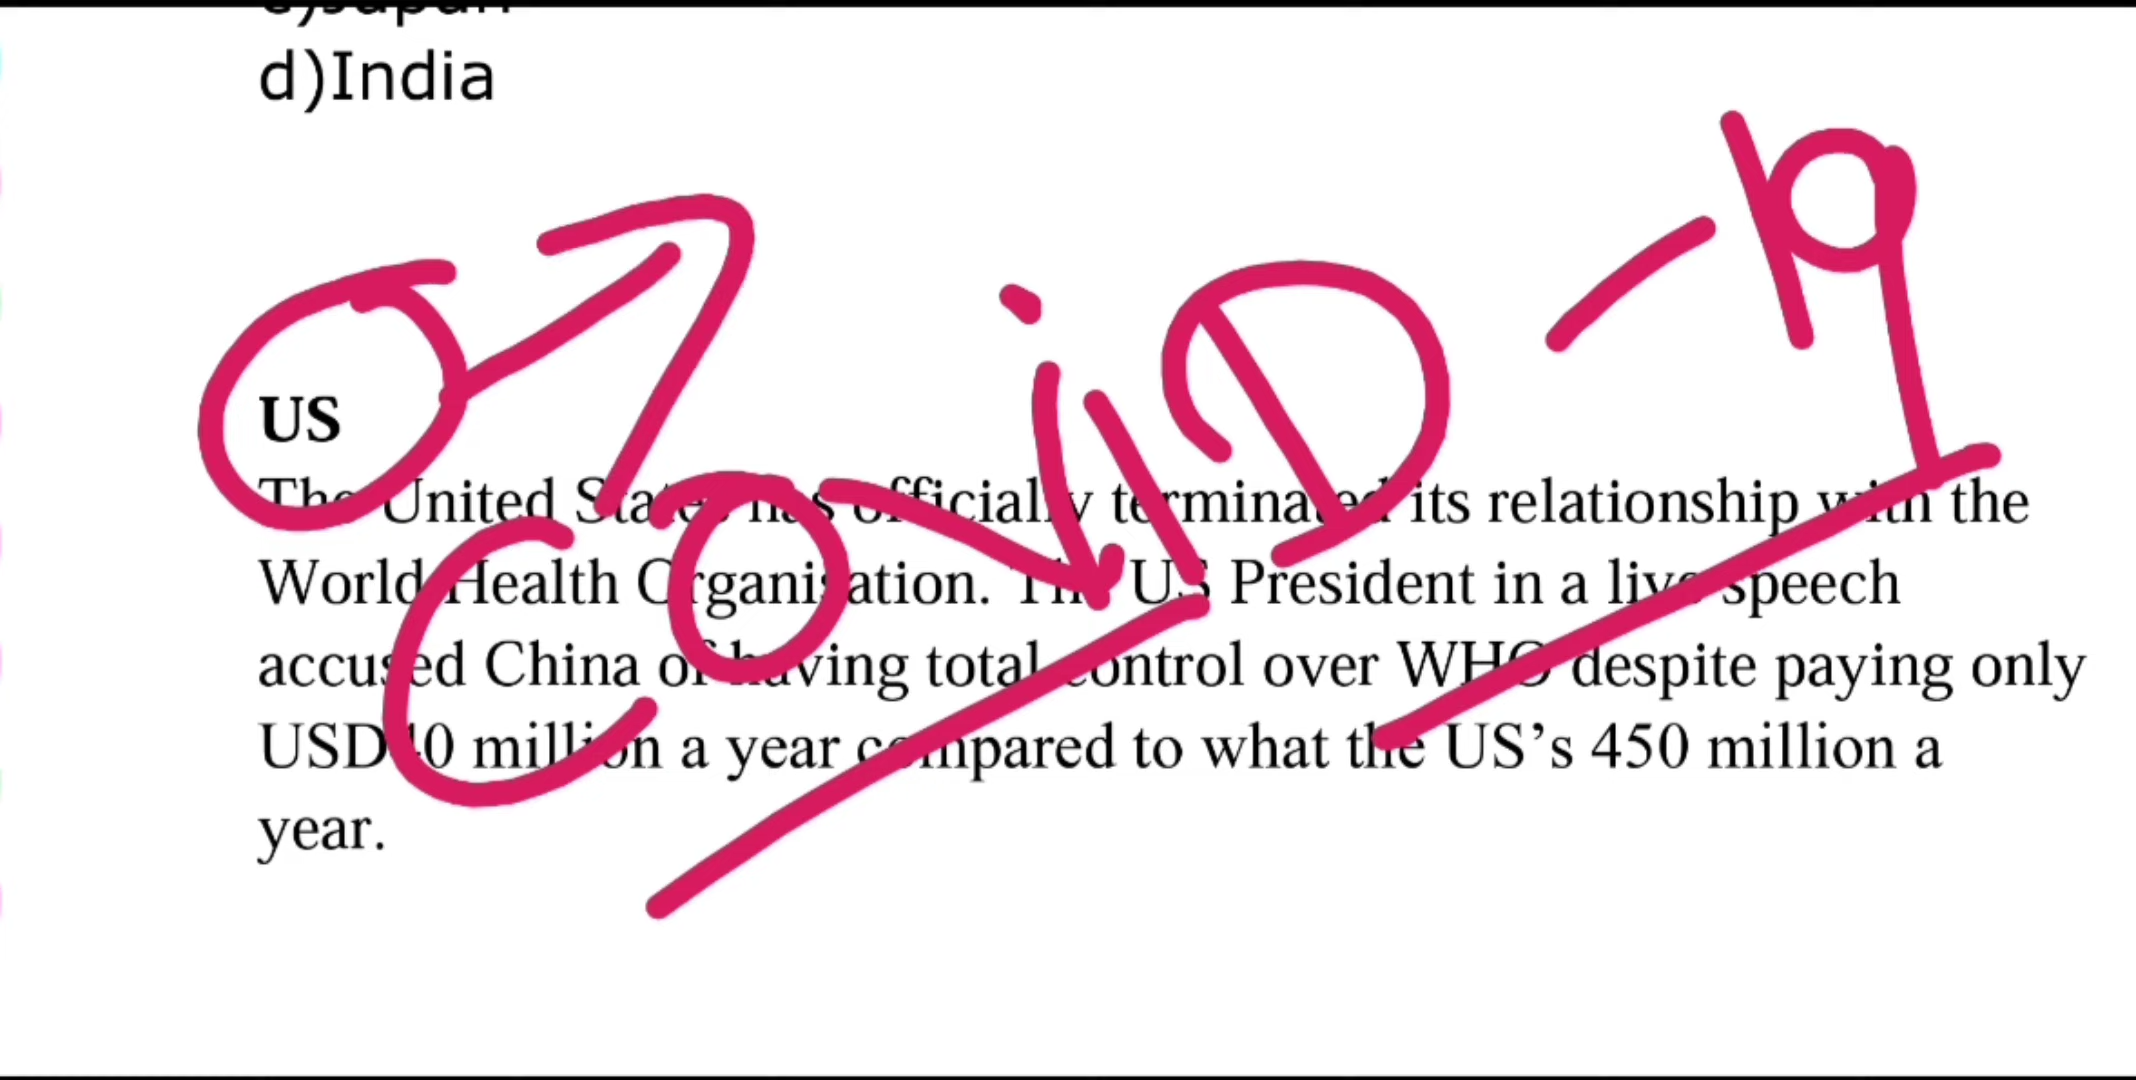 c)Japan
d)India
US
The United States has officially terminated its relationship with the
World Health Organisation. The US President in a live speech
accused China of having total control over WHO despite paying only
USD40 million a year compared to what the US’s 450 million a
year.
COViD-19